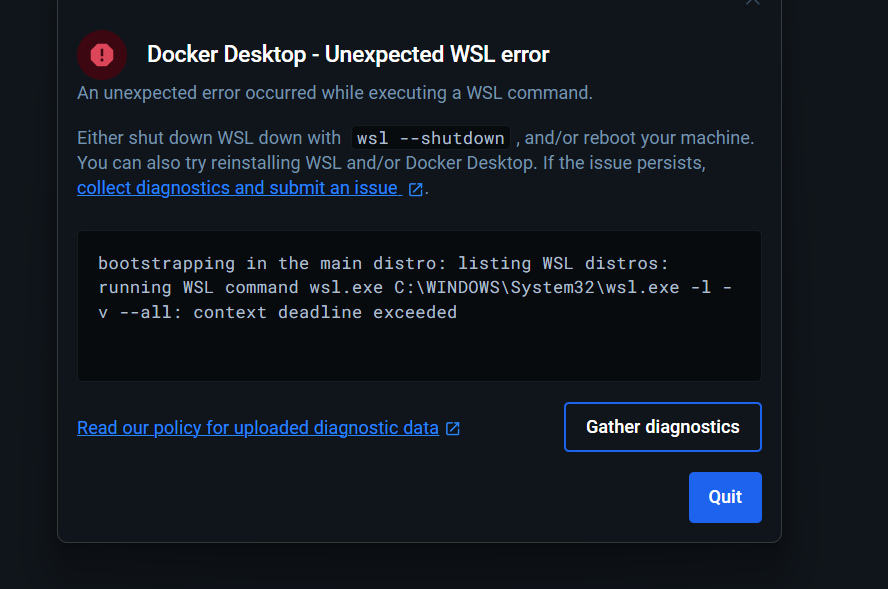 Docker Desktop - Unexpected WSL error
An unexpected error occurred while executing a WSL command.
Either shut down WSL down with wsl --shutdown , and/or reboot your machine.
You can also try reinstalling WSL and/or Docker Desktop. If the issue persists,
collect diagnostics and submit an issue .
bootstrapping in the main distro: listing WSL distros:
running WSL command wsl.exe C:\WINDOWS\System32\wsl.exe -l -
v --all: context deadline exceeded
Read our policy for uploaded diagnostic data
Gather diagnostics
Quit